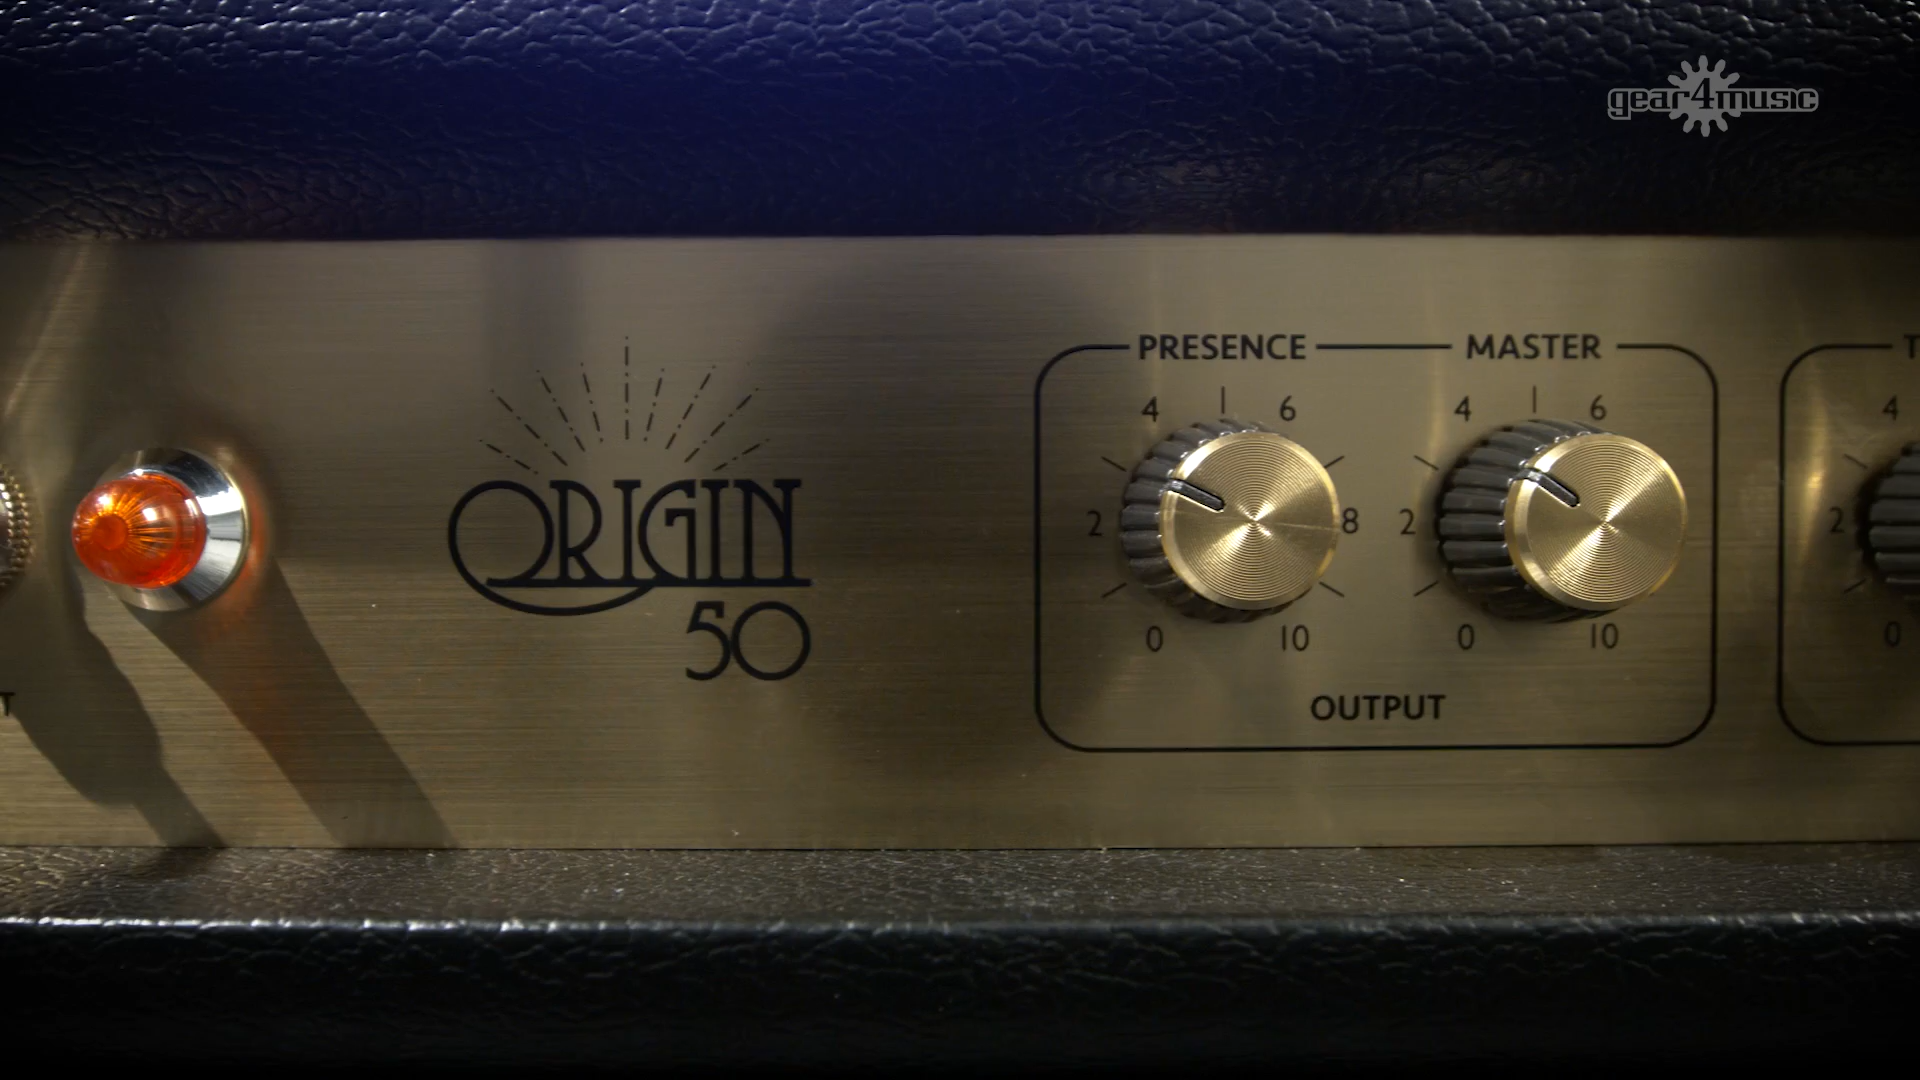 gear4music
PRESENCE MASTER T
4 6 4 6 4
2 8 2 2
ORIGIN
50
0 10 0 10 0
T
OUTPUT